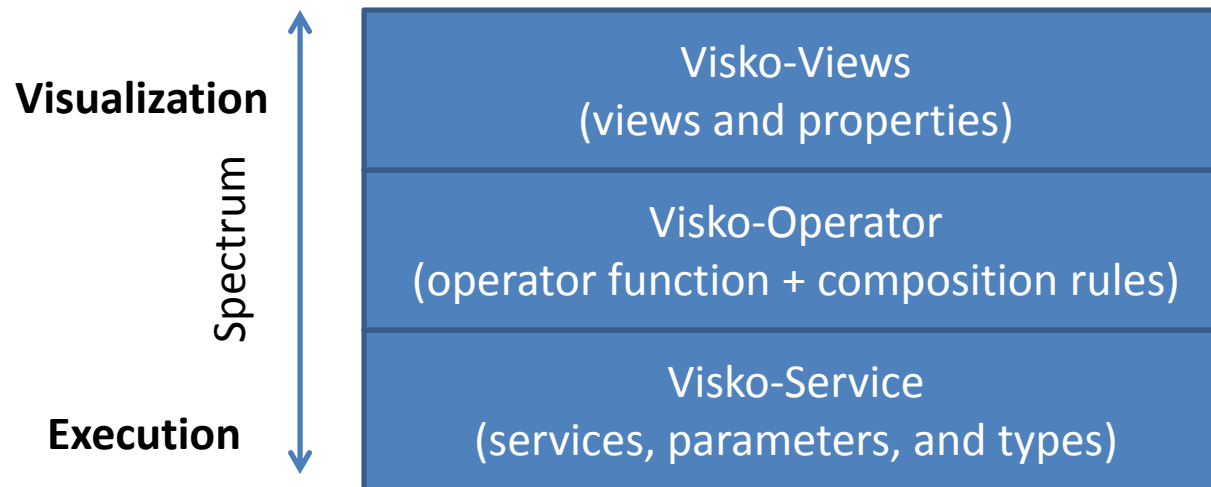 Visualization
Spectrum
Execution
Visko-Views
(views and properties)
Visko-Operator
(operator function + composition rules)
Visko-Service
(services, parameters, and types)